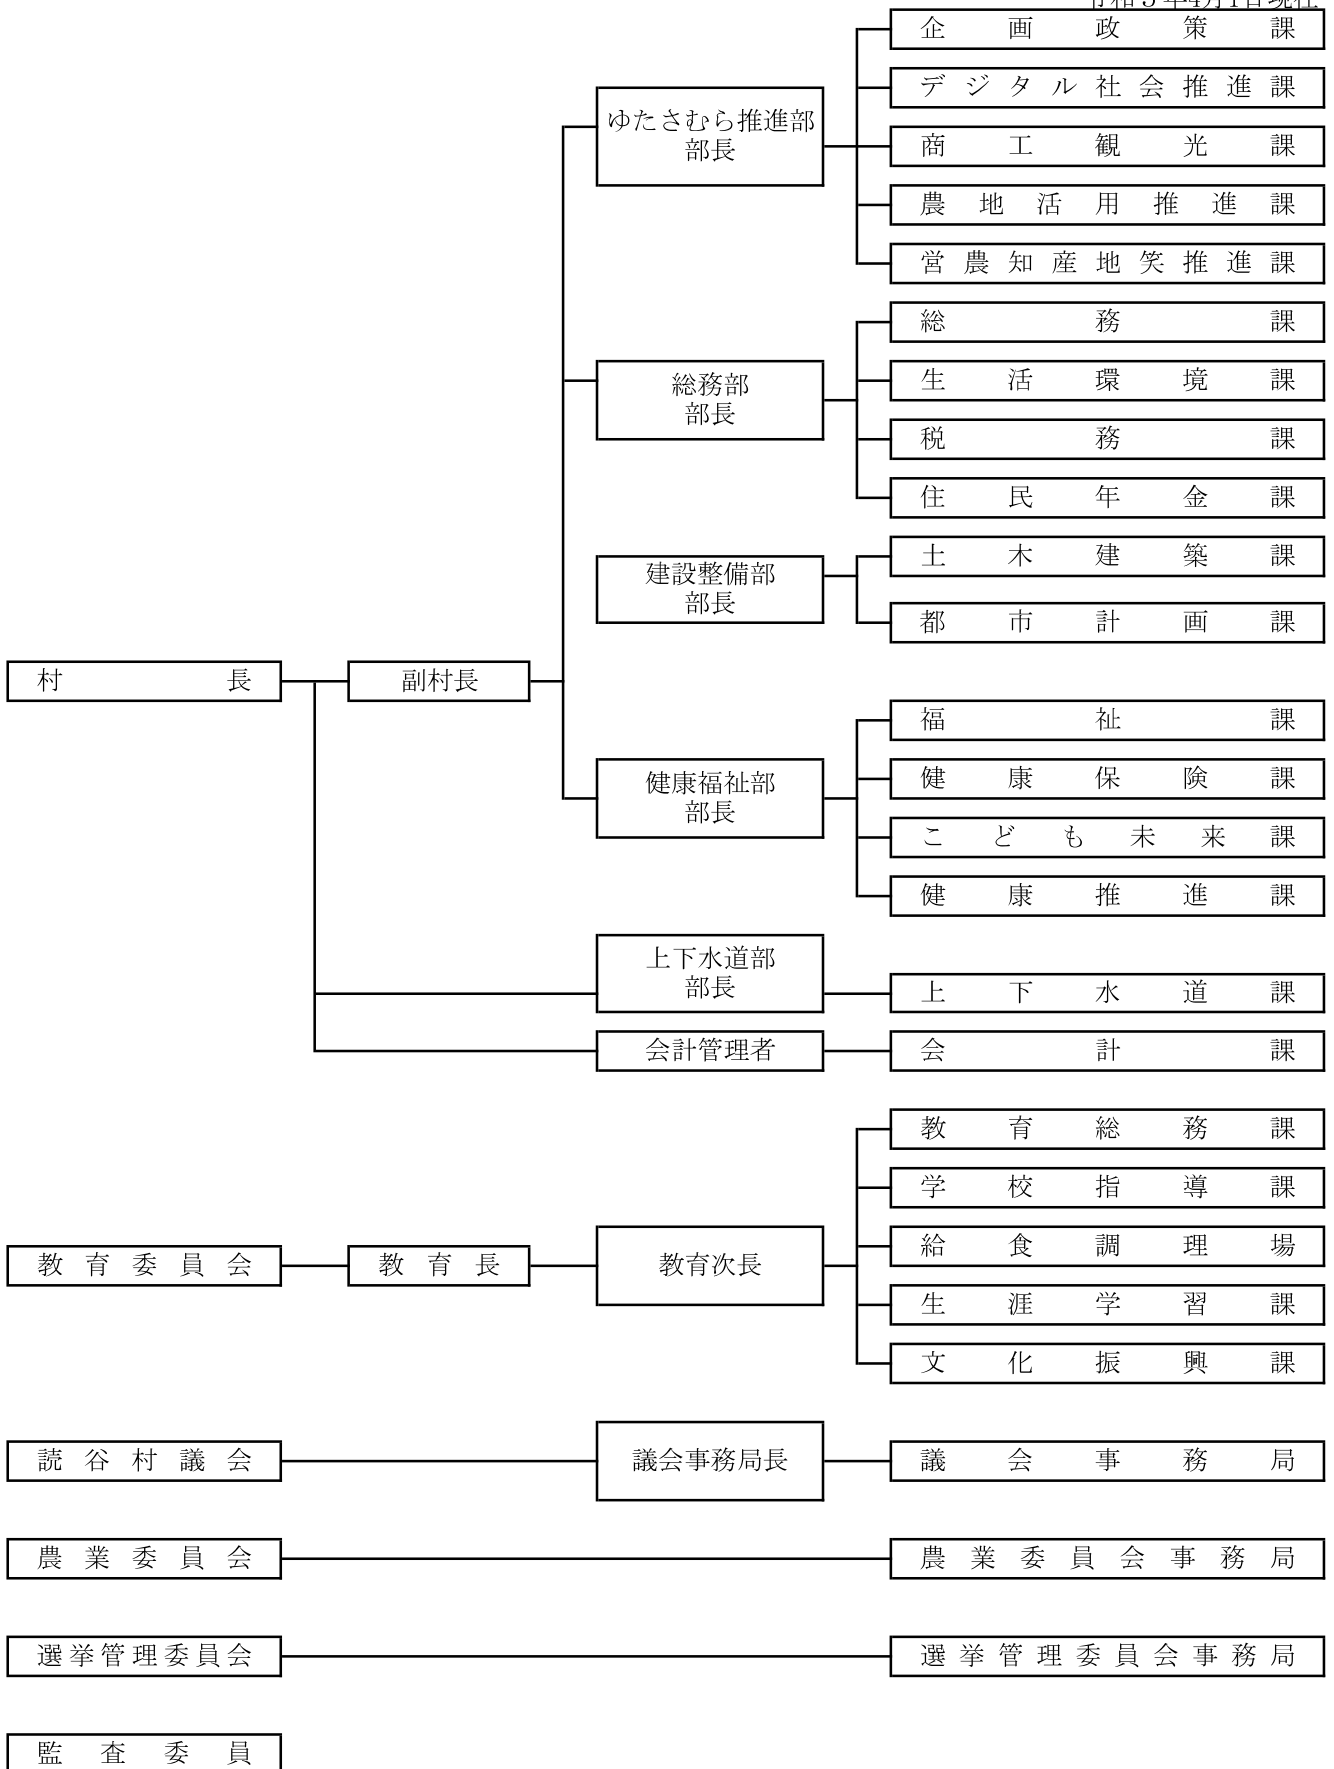 企画政策課
デジタル社会推進課
ゆたさむら推進部
部長
商工観光課
農地活用推進課
営農知産地笑推進課
総務課
総務部
部長
生活環境課
税務課
住民年金課
建設整備部
部長
土木建築課
都市計画課
村長
副村長
福祉課
健康福祉部
部長
健康保険課
こども未来課
健康推進課
上下水道部
部長
上下水道課
会計管理者
会計課
教育総務課
学校指導課
給食調理場
教育委員会
教育長
教育次長
生涯学習課
文化振興課
読谷村議会
議会事務局長
議会事務局
農業委員会
農業委員会事務局
選挙管理委員会
選挙管理委員会事務局
監査委員